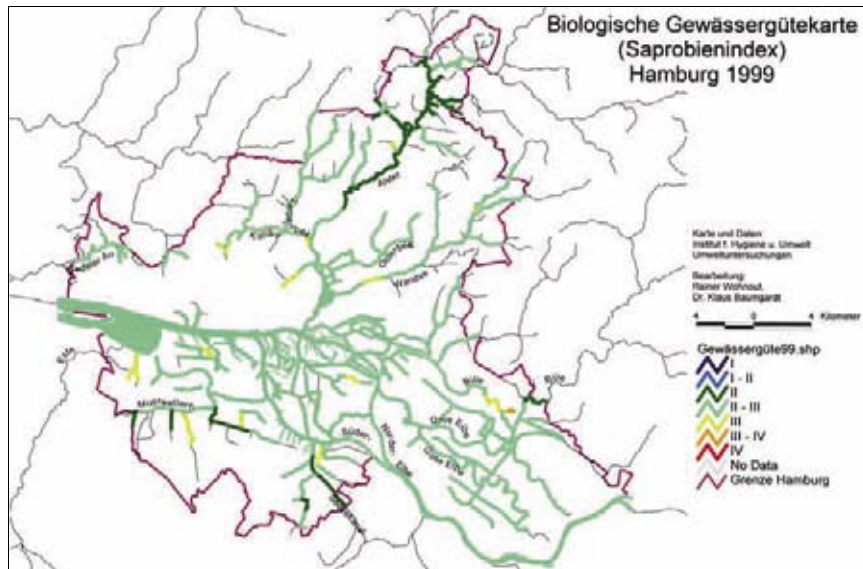 Biologische Gewässergütekarte
(Saprobienindex)
Hamburg 1999
Karte und Daten:
Institut f. Hygiene u. Umwelt
Umweltuntersuchungen
Bearbeitung:
Rainer Wohnout,
Dr. Klaus Baumgardt
4 0 4 Kilometer
Gewässergüte99.shp
I
I - II
II
II - III
III
III - IV
IV
No Data
Grenze Hamburg
Alster
Wandse
Elbe
Bille
Bille
Dove Elbe
Gose Elbe
Süder-
Norder- Elbe